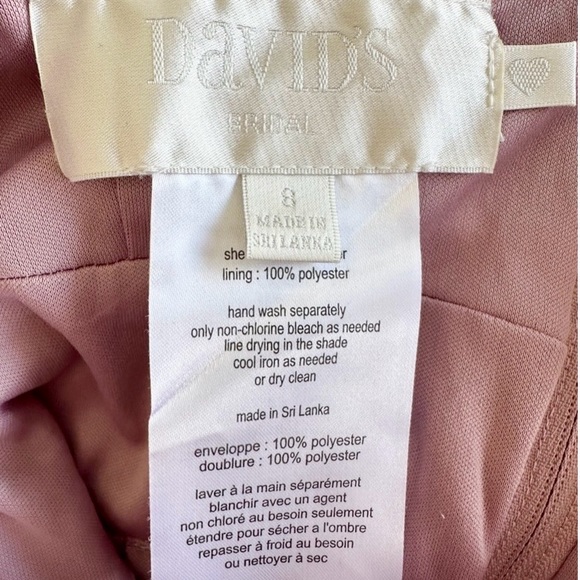 DAVID'S
BRIDAL
8
MADE IN
SRI LANKA
she
lining : 100% polyester
hand wash separately
only non-chlorine bleach as needed
line drying in the shade
cool iron as needed
or dry clean
made in Sri Lanka
enveloppe : 100% polyester
doublure : 100% polyester
laver à la main séparément
blanchir avec un agent
non chloré au besoin seulement
étendre pour sécher a l'ombre
repasser à froid au besoin
ou nettoyer à sec